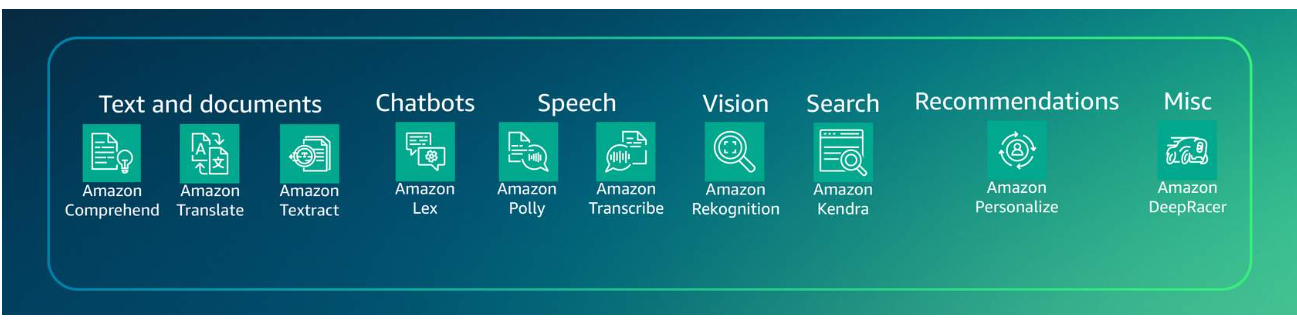 Text and documents
Amazon
Comprehend
Amazon
Translate
Amazon
Textract
Chatbots
Amazon
Lex
Speech
Amazon
Polly
Amazon
Transcribe
Vision
Amazon
Rekognition
Search
Amazon
Kendra
Recommendations
Amazon
Personalize
Misc
Amazon
DeepRacer